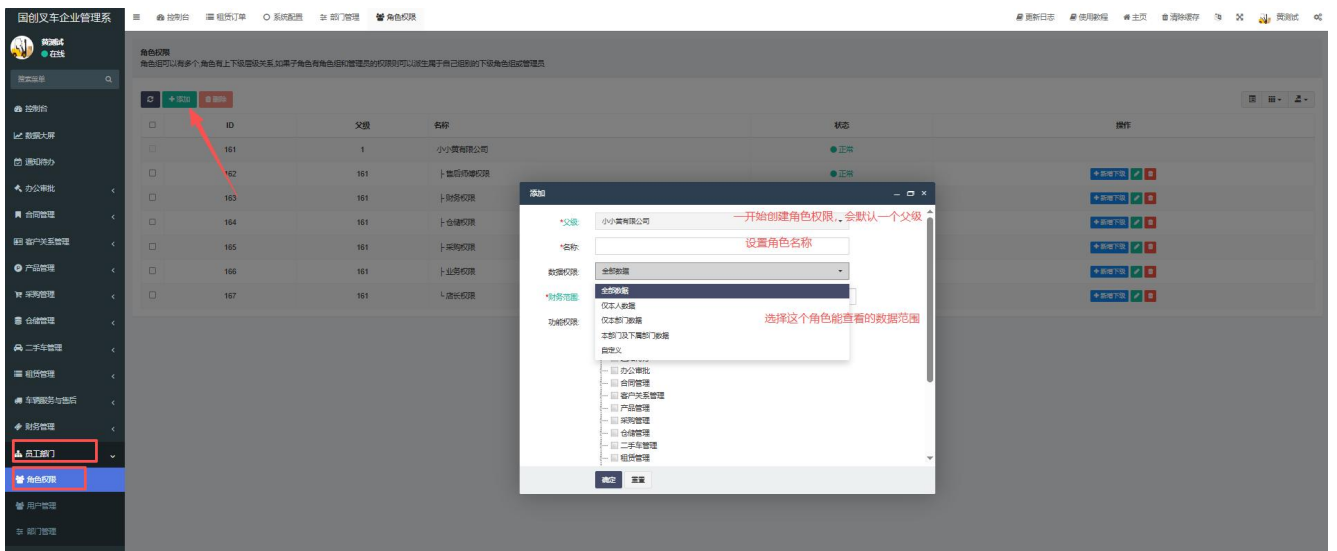 国创叉车企业管理系
控制台
租赁订单
系统配置
部门管理
角色权限
更新日志
使用教程
主页
清除缓存
黄测试
黄测试
在线
搜索菜单
控制台
数据大屏
通知待办
办公审批
合同管理
客户关系管理
产品管理
采购管理
仓储管理
二手车管理
租赁管理
车辆服务与售后
财务管理
员工部门
角色权限
用户管理
部门管理
角色权限
角色组可以有多个,角色有上下级层级关系,如果子角色有角色组和管理员的权限则可以派生属于自己组别的下级角色组或管理员
添加
删除
ID 父级 名称 状态 操作
161 1 小小黄有限公司 正常
162 161 ├售后师傅权限 正常 +新增下级
163 161 ├财务权限 +新增下级
164 161 ├仓储权限 +新增下级
165 161 ├采购权限 +新增下级
166 161 ├业务权限 +新增下级
167 161 └店长权限 +新增下级
添加
*父级: 小小黄有限公司
一开始创建角色权限，会默认一个父级
*名称:
设置角色名称
数据权限: 全部数据
*财务范围:
全部数据
仅本人数据
仅本部门数据
本部门及下属部门数据
自定义
选择这个角色能查看的数据范围
功能权限:
办公审批
合同管理
客户关系管理
产品管理
采购管理
仓储管理
二手车管理
租赁管理
确定
重置